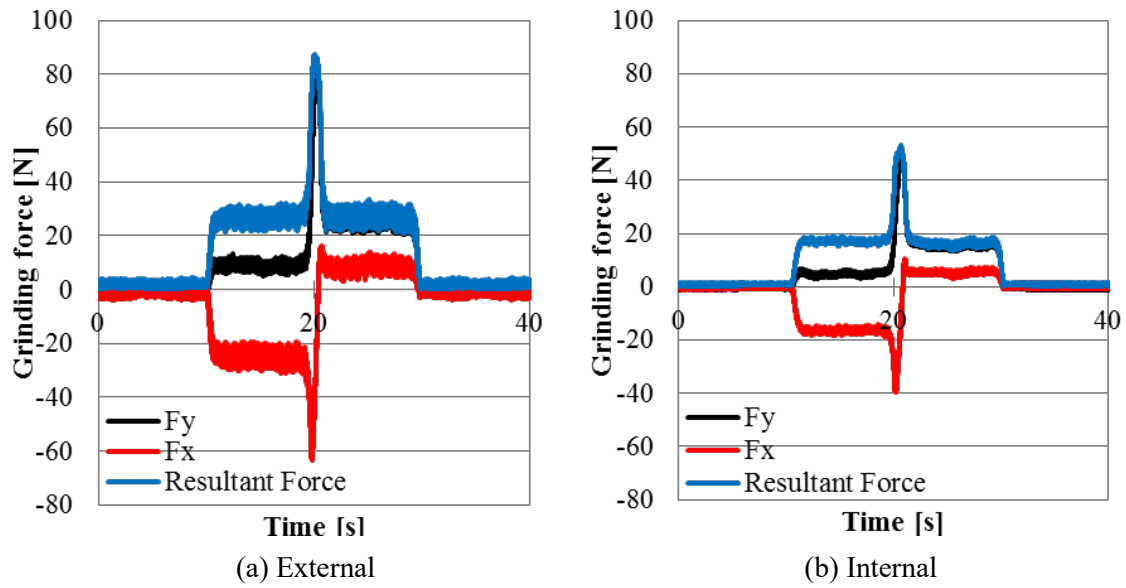 Grinding force [N]
100
80
60
40
20
0
-20
-40
-60
-80
0
20
40
Fy
Fx
Resultant Force
Time [s]
(a) External
Grinding force [N]
100
80
60
40
20
0
-20
-40
-60
-80
0
20
40
Fy
Fx
Resultant Force
Time [s]
(b) Internal